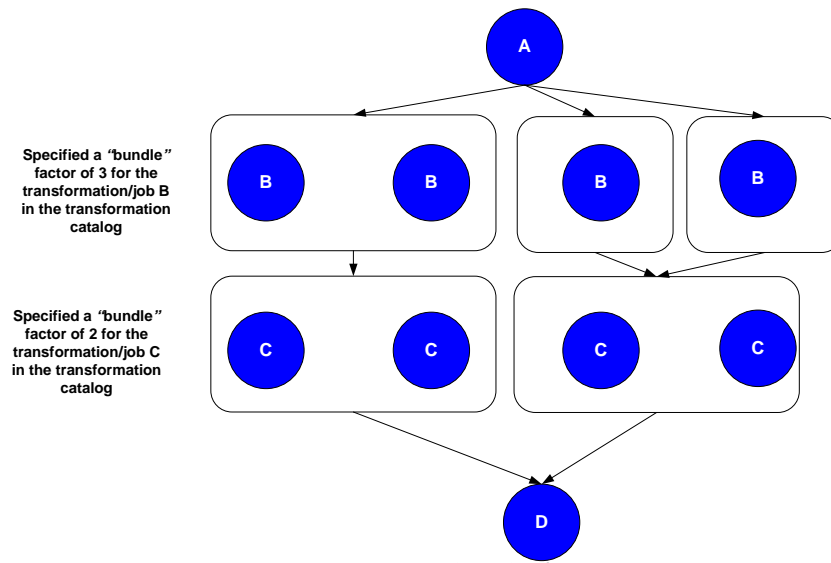 A
Specified a “bundle”
factor of 3 for the
transformation/job B
in the transformation
catalog
B B B B
Specified a “bundle”
factor of 2 for the
transformation/job C
in the transformation
catalog
C C C C
D